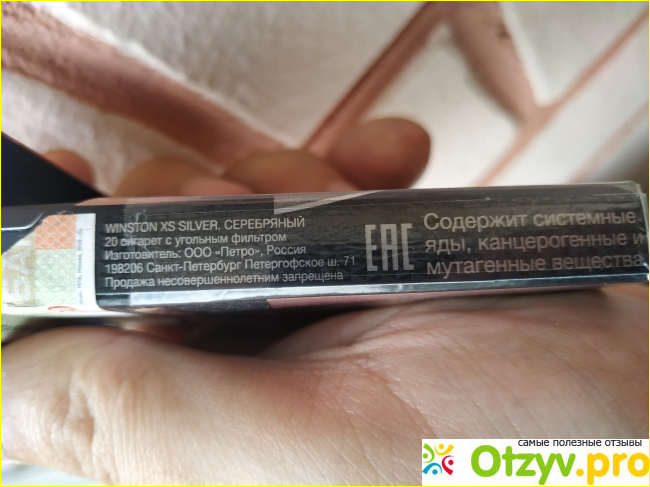 WINSTON XS SILVER. СЕРЕБРЯНЫЙ
20 сигарет с угольным фильтром
Изготовитель: ООО «Петро», Россия
198206 Санкт-Петербург Петергофское ш. 71
Продажа несовершеннолетним запрещена
EAC
Содержит системные
яды, канцерогенные и
мутагенные вещества
самые полезные отзывы
Otzyv.pro